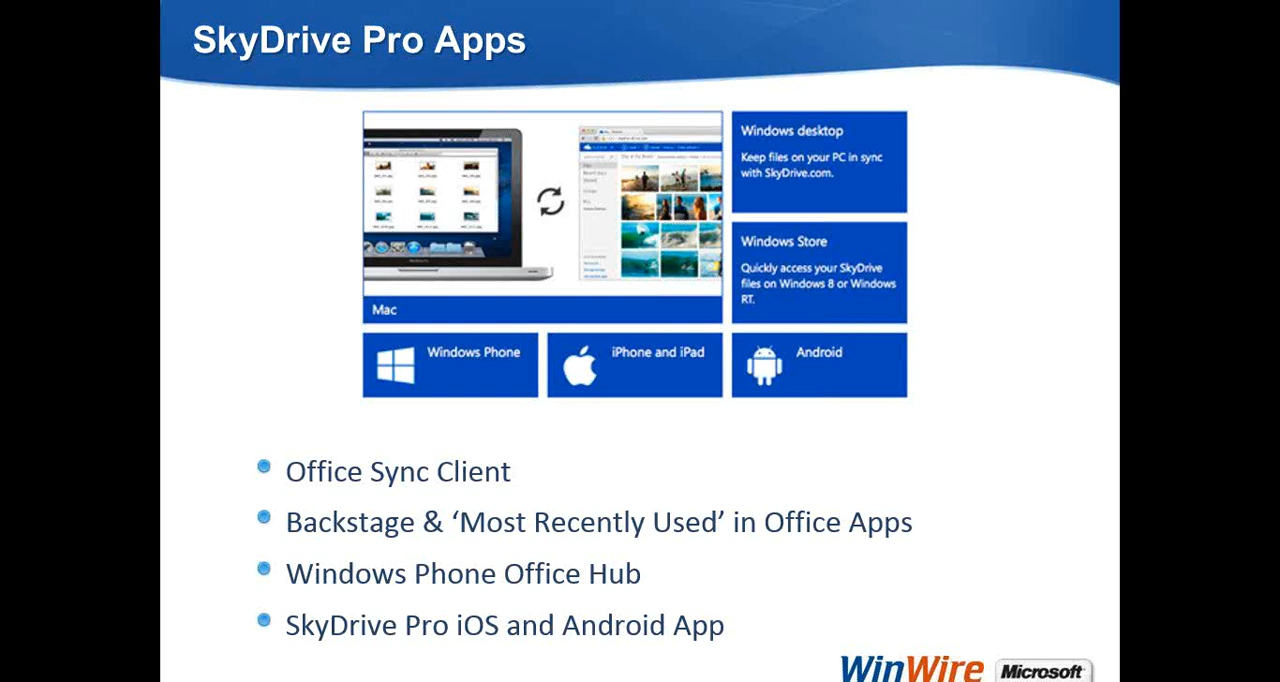 SkyDrive Pro Apps
Windows desktop
Keep files on your PC in sync
with SkyDrive.com.
Windows Store
Quickly access your SkyDrive
files on Windows 8 or Windows
RT.
Mac
Windows Phone
iPhone and iPad
Android
Office Sync Client
Backstage & ‘Most Recently Used’ in Office Apps
Windows Phone Office Hub
SkyDrive Pro iOS and Android App
WinWire
Microsoft